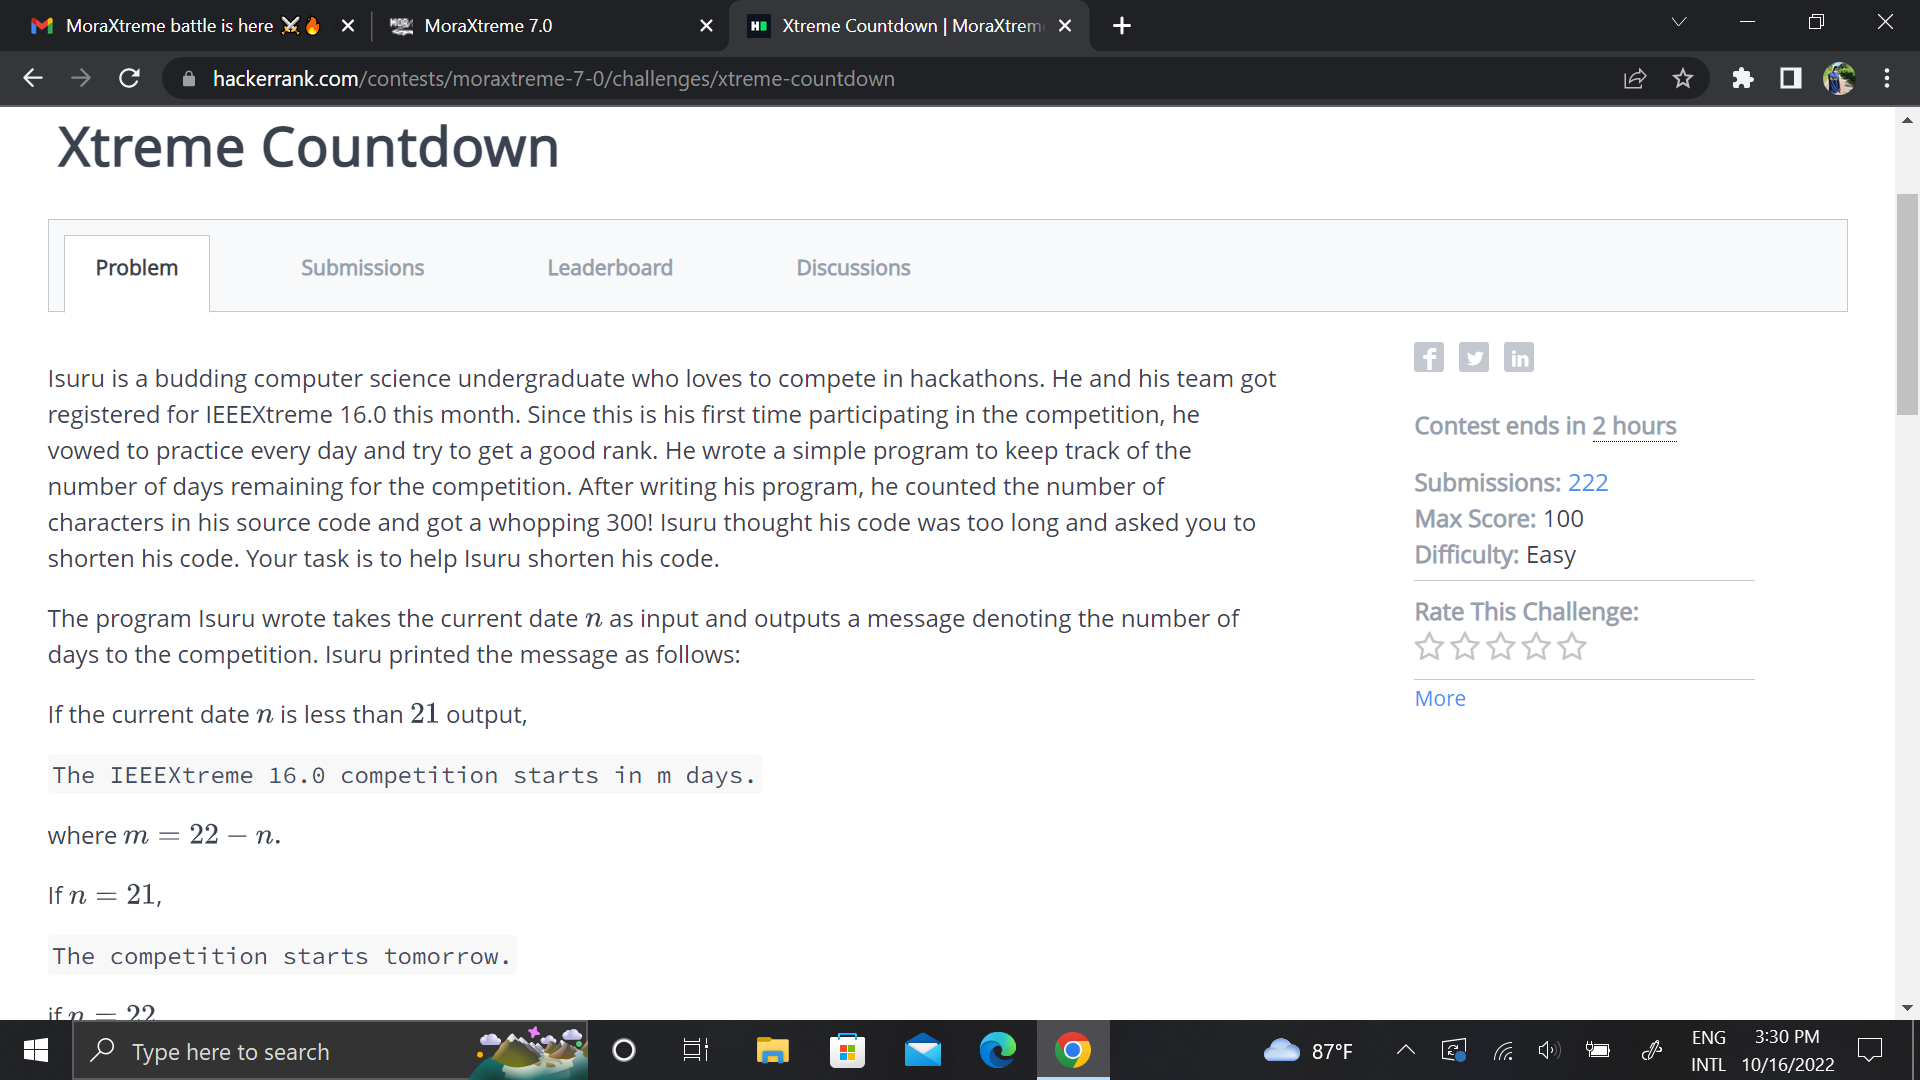 MoraXtreme battle is here ⚔️🔥
MoraXtreme 7.0
Xtreme Countdown | MoraXtrem
hackerrank.com/contests/moraxtreme-7-0/challenges/xtreme-countdown
Xtreme Countdown
Problem
Submissions
Leaderboard
Discussions
Isuru is a budding computer science undergraduate who loves to compete in hackathons. He and his team got
registered for IEEEXtreme 16.0 this month. Since this is his first time participating in the competition, he
vowed to practice every day and try to get a good rank. He wrote a simple program to keep track of the
number of days remaining for the competition. After writing his program, he counted the number of
characters in his source code and got a whopping 300! Isuru thought his code was too long and asked you to
shorten his code. Your task is to help Isuru shorten his code.
The program Isuru wrote takes the current date n as input and outputs a message denoting the number of
days to the competition. Isuru printed the message as follows:
If the current date n is less than 21 output,
The IEEEXtreme 16.0 competition starts in m days.
where m = 22 − n.
If n = 21,
The competition starts tomorrow.
if n = 22
Contest ends in 2 hours
Submissions: 222
Max Score: 100
Difficulty: Easy
Rate This Challenge:
More
Type here to search
87°F
ENG
INTL
3:30 PM
10/16/2022